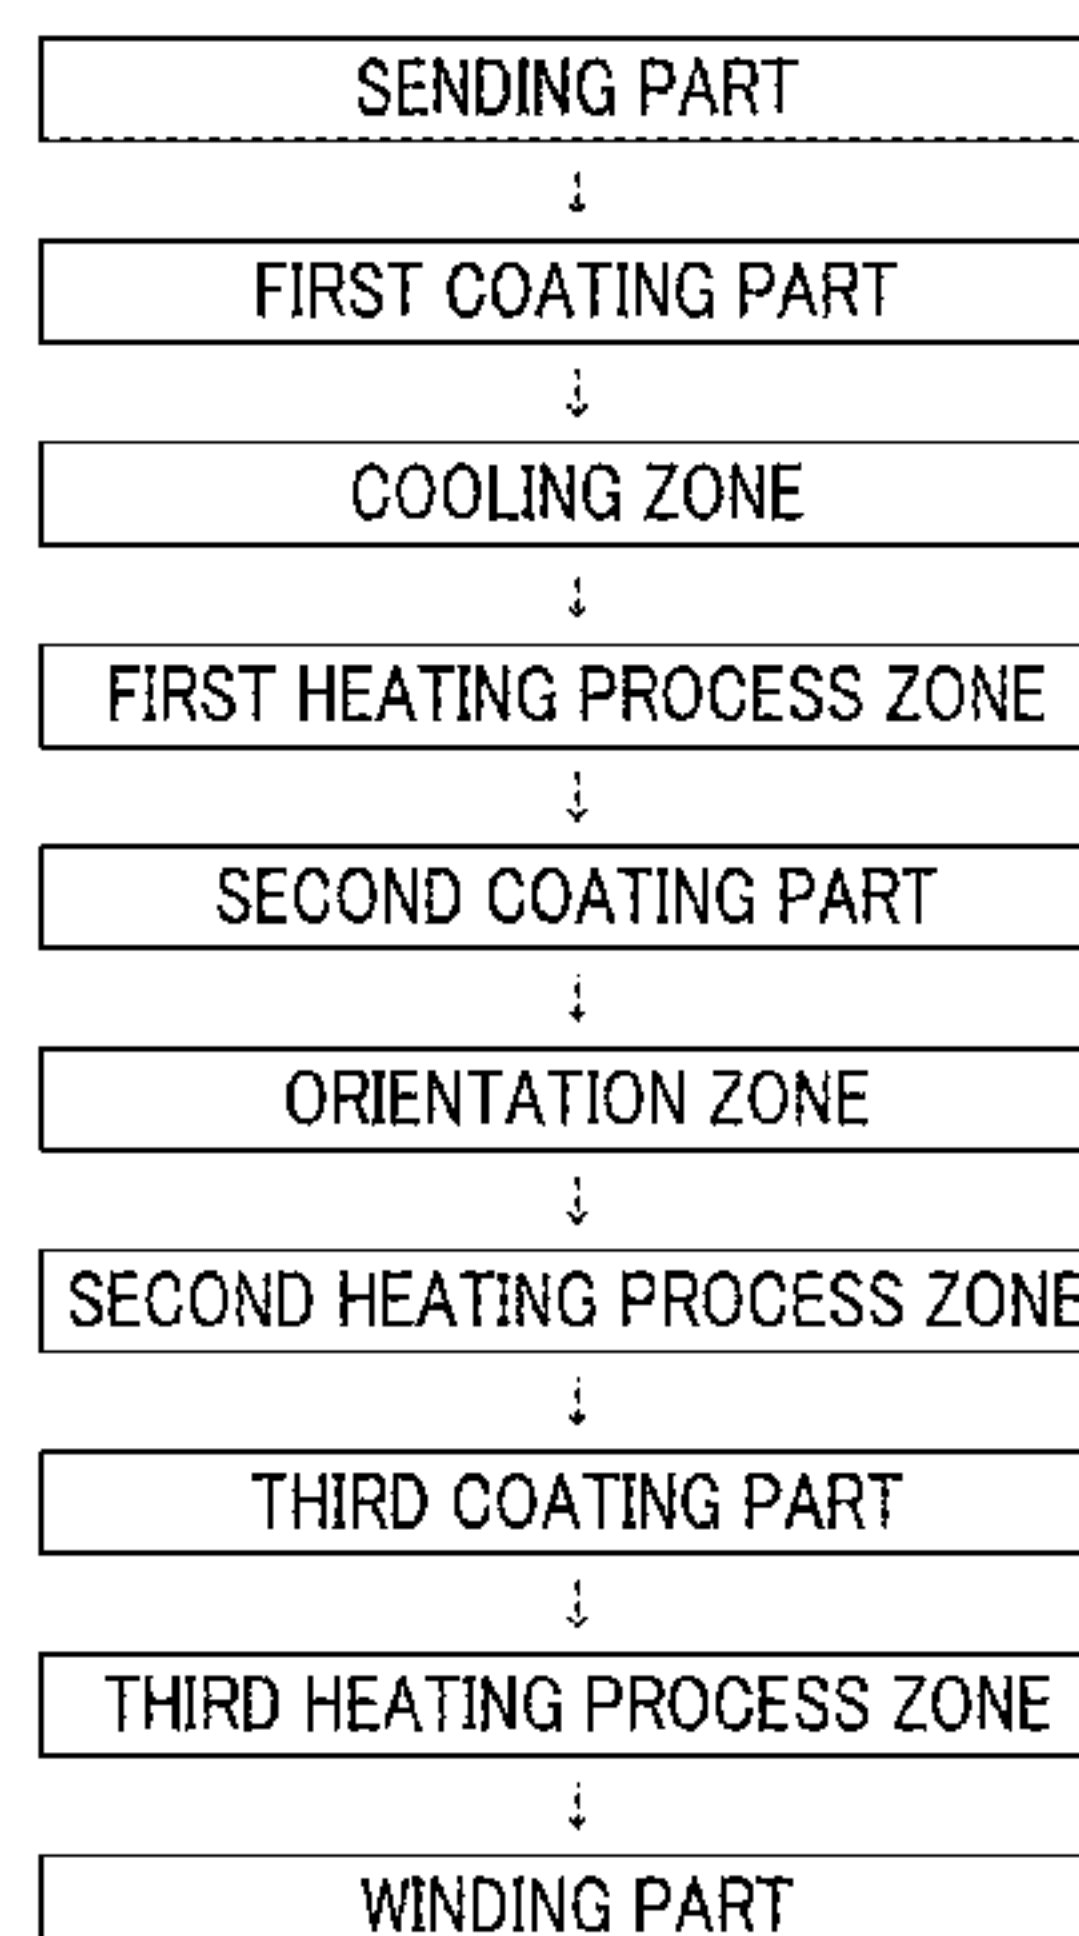 SENDING PART
FIRST COATING PART
COOLING ZONE
FIRST HEATING PROCESS ZONE
SECOND COATING PART
ORIENTATION ZONE
SECOND HEATING PROCESS ZONE
THIRD COATING PART
THIRD HEATING PROCESS ZONE
WINDING PART